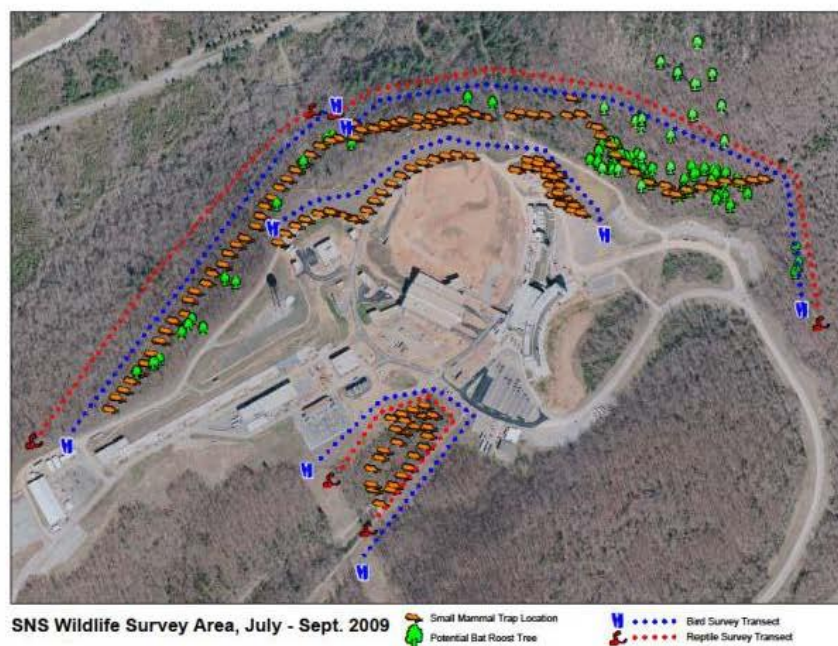 SNS Wildlife Survey Area, July - Sept. 2009
Small Mammal Trap Location
Potential Bat Roost Tree
Bird Survey Transect
Reptile Survey Transect